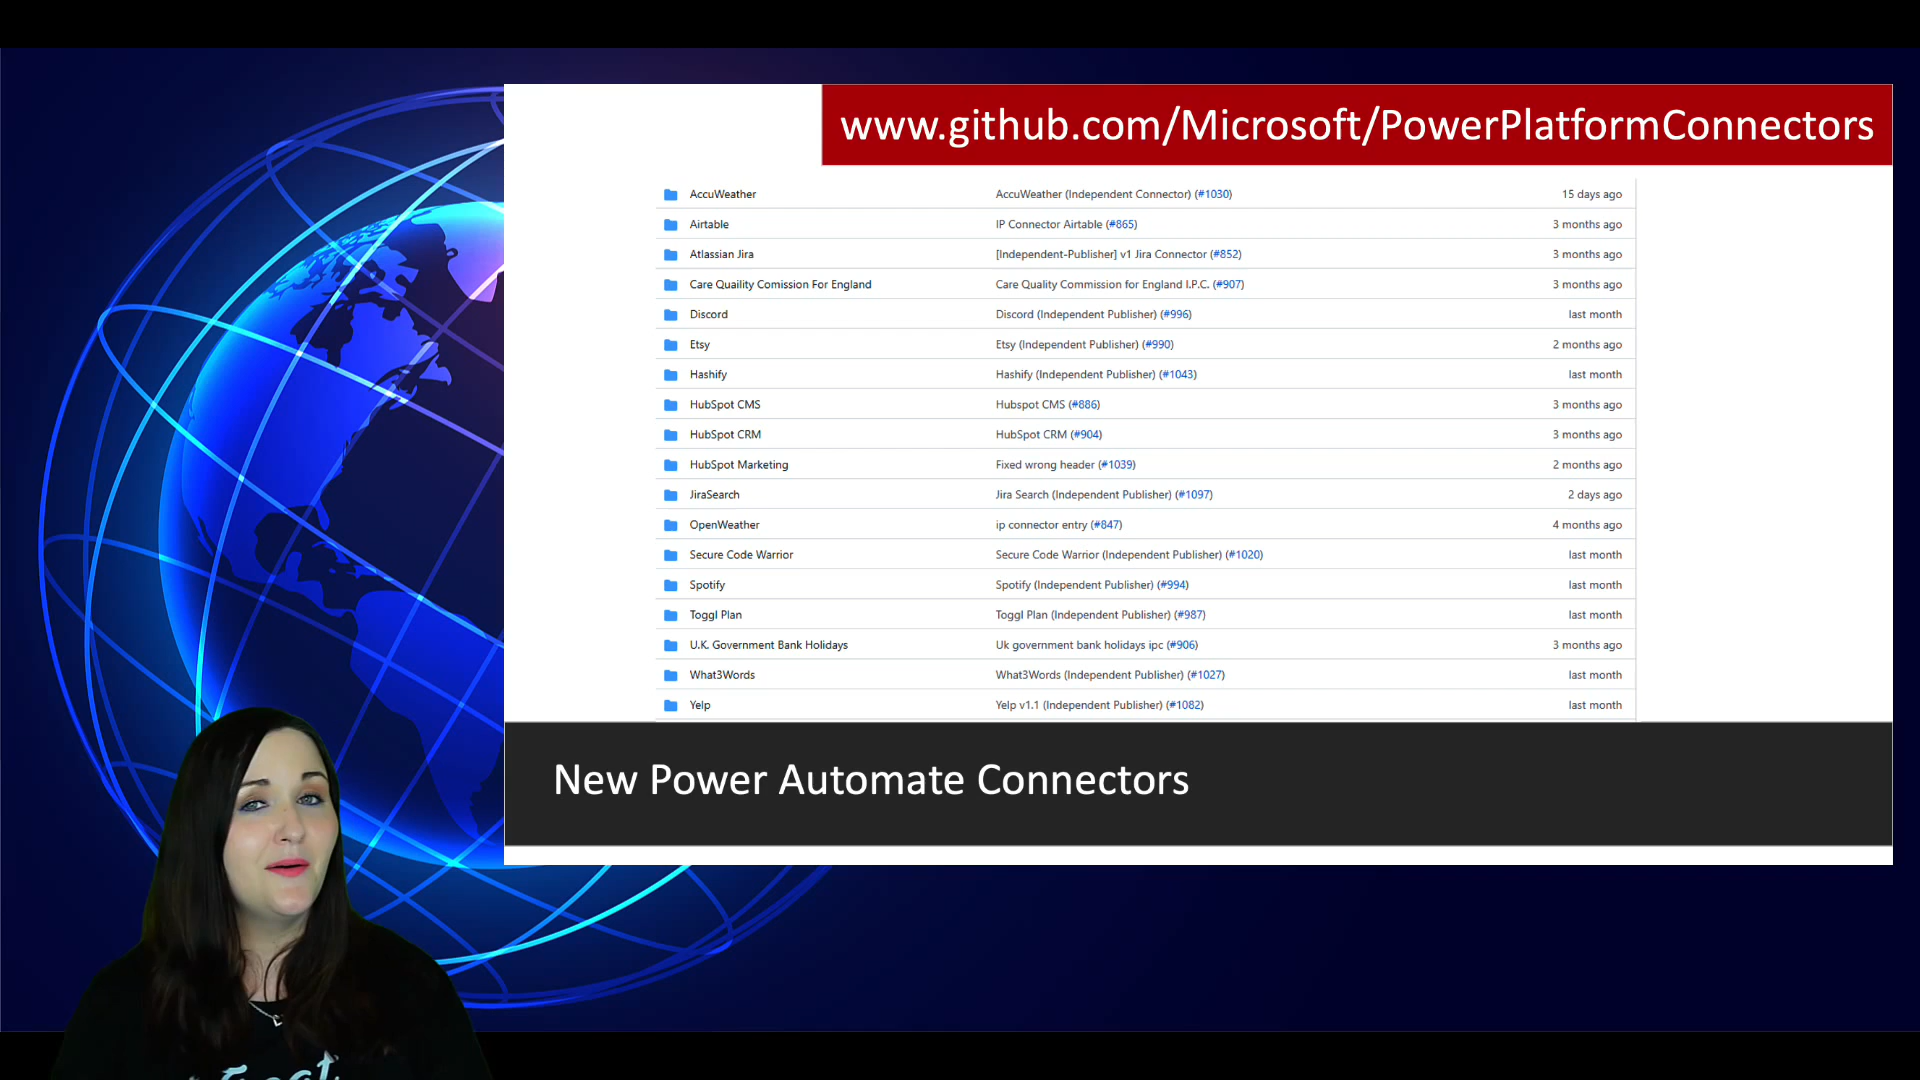 www.github.com/Microsoft/PowerPlatformConnectors
AccuWeather AccuWeather (Independent Connector) (#1030) 15 days ago
Airtable IP Connector Airtable (#865) 3 months ago
Atlassian Jira [Independent-Publisher] v1 Jira Connector (#852) 3 months ago
Care Quaility Comission For England Care Quality Commission for England I.P.C. (#907) 3 months ago
Discord Discord (Independent Publisher) (#996) last month
Etsy Etsy (Independent Publisher) (#990) 2 months ago
Hashify Hashify (Independent Publisher) (#1043) last month
HubSpot CMS Hubspot CMS (#886) 3 months ago
HubSpot CRM HubSpot CRM (#904) 3 months ago
HubSpot Marketing Fixed wrong header (#1039) 2 months ago
JiraSearch Jira Search (Independent Publisher) (#1097) 2 days ago
OpenWeather ip connector entry (#847) 4 months ago
Secure Code Warrior Secure Code Warrior (Independent Publisher) (#1020) last month
Spotify Spotify (Independent Publisher) (#994) last month
Toggl Plan Toggl Plan (Independent Publisher) (#987) last month
U.K. Government Bank Holidays Uk government bank holidays ipc (#906) 3 months ago
What3Words What3Words (Independent Publisher) (#1027) last month
Yelp Yelp v1.1 (Independent Publisher) (#1082) last month
New Power Automate Connectors